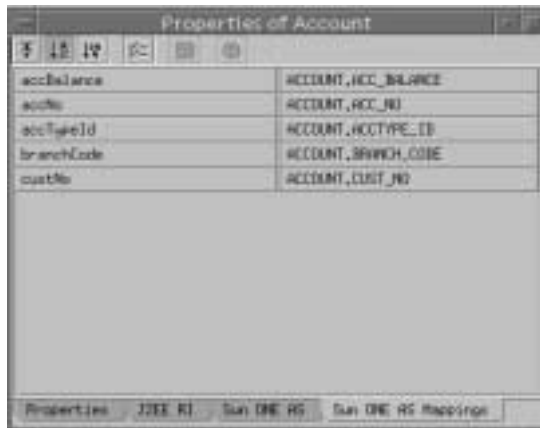 Properties of Account
accBalance ACCOUNT.ACC_BALANCE
accNo ACCOUNT.ACC_NO
accTypeId ACCOUNT.ACCTYPE_ID
branchCode ACCOUNT.BRANCH_CODE
custNo ACCOUNT.CUST_NO
Properties J2EE RI Sun ONE AS Sun ONE AS Mappings